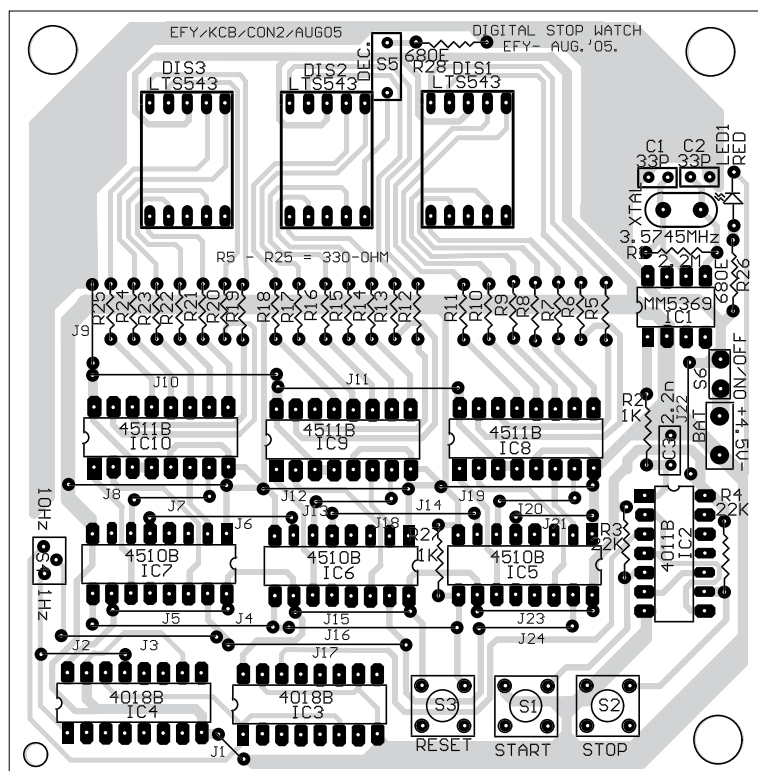 EFY/KCB/CON2/AUG05
DIGITAL STOP WATCH
EFY- AUG.'05.
DEC.
S5
680E
R28
DIS3
LTS543
DIS2
LTS543
DIS1
LTS543
C1
33P
C2
33P
LED1
RED
XTAL
3.5745MHz
R5 - R25 = 330-OHM
2.2M
680E
R26
MM5369
IC1
J9
R25
R24
R23
R22
R21
R20
R19
R18
R17
R16
R15
R14
R13
R12
R11
R10
R9
R8
R7
R6
R5
J10
J11
S6
ON/OFF
R2
1K
2.2n
C3
J22
BAT
+4.5V-
4511B
IC10
4511B
IC9
4511B
IC8
J8
J7
J6
J12
J13
J14
J18
J19
J20
J21
10Hz
S4
1Hz
4510B
IC7
4510B
IC6
R27
1K
4510B
IC5
R3
22K
4011B
IC2
R4
22K
J5
J4
J15
J16
J23
J24
J2
J3
J17
4018B
IC4
4018B
IC3
J1
S3
RESET
S1
START
S2
STOP